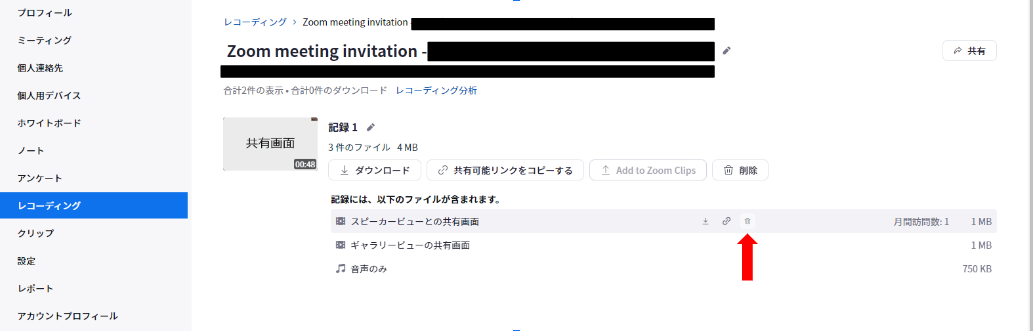 プロフィール
ミーティング
個人連絡先
個人用デバイス
ホワイトボード
ノート
アンケート
レコーディング
クリップ
設定
レポート
アカウントプロフィール
レコーディング > Zoom meeting invitation -
Zoom meeting invitation -
共有
合計2件の表示 • 合計0件のダウンロード レコーディング分析
共有画面
00:48
記録 1
3 件のファイル 4 MB
ダウンロード
共有可能リンクをコピーする
Add to Zoom Clips
削除
記録には、以下のファイルが含まれます。
スピーカービューとの共有画面 月間訪問数: 1 1 MB
ギャラリービューの共有画面 1 MB
音声のみ 750 KB